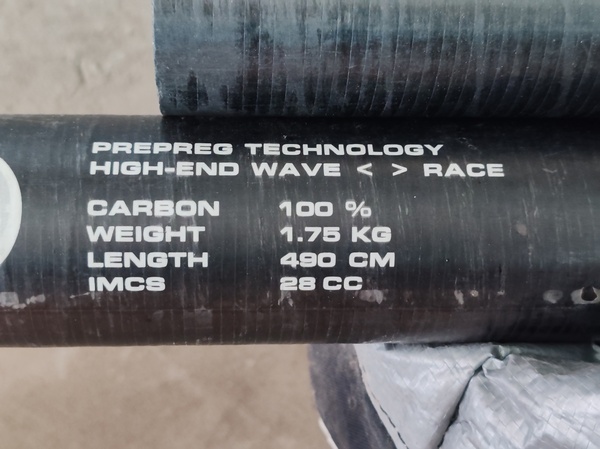 PREPREG TECHNOLOGY
HIGH-END WAVE < > RACE
CARBON 100 %
WEIGHT 1.75 KG
LENGTH 490 CM
IMCS 28 CC